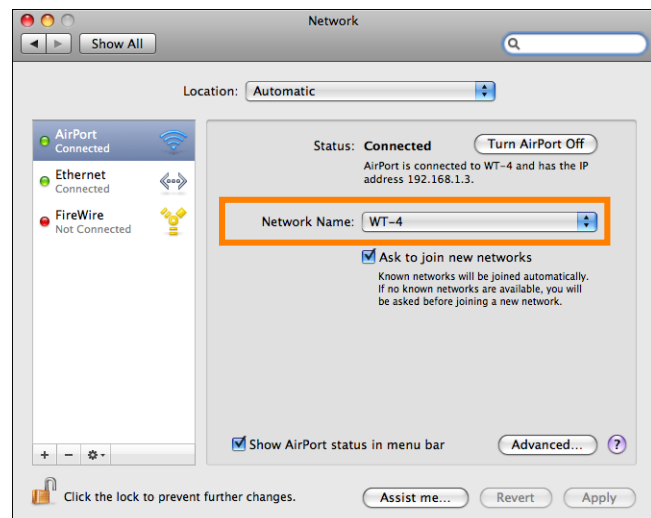 Network
Show All
Location: Automatic
AirPort
Connected
Ethernet
Connected
FireWire
Not Connected
Status: Connected Turn AirPort Off
AirPort is connected to WT-4 and has the IP
address 192.168.1.3.
Network Name: WT-4
Ask to join new networks
Known networks will be joined automatically.
If no known networks are available, you will
be asked before joining a new network.
Show AirPort status in menu bar Advanced... ?
Click the lock to prevent further changes. Assist me... Revert Apply